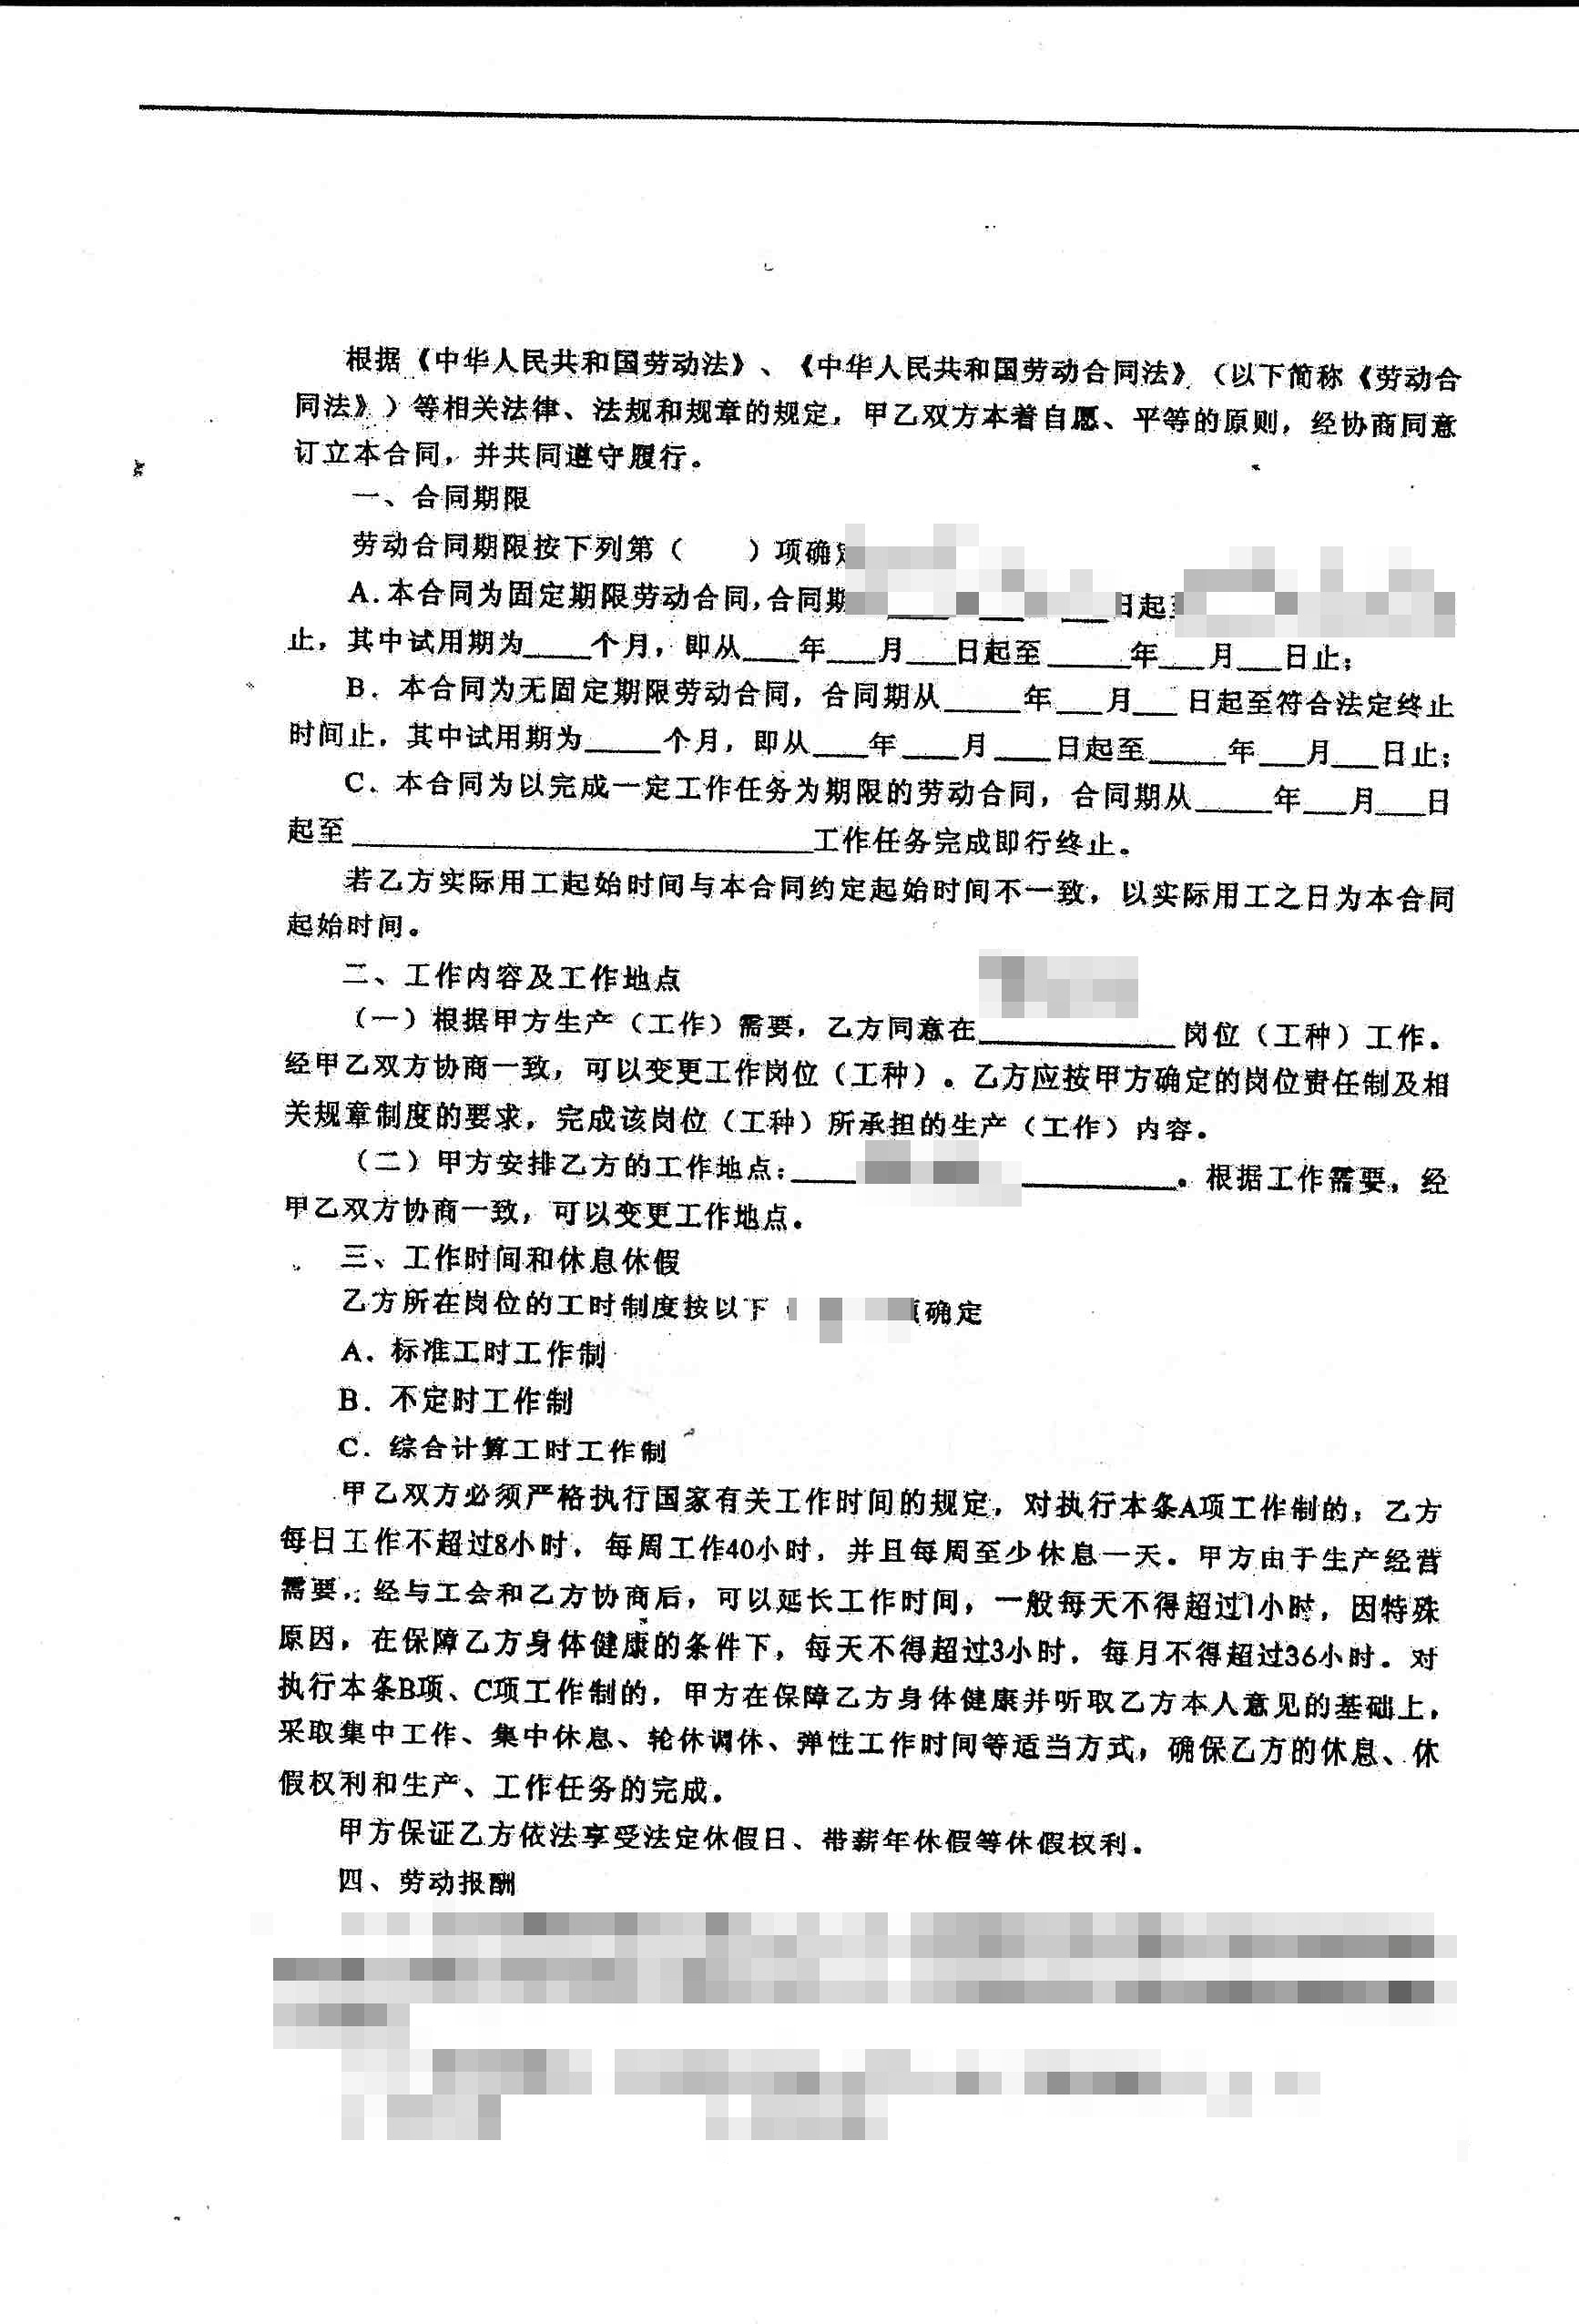 根据《中华人民共和国劳动法》、《中华人民共和国劳动合同法》（以下简称《劳动合
同法》）等相关法律、法规和规章的规定，甲乙双方本着自愿、平等的原则，经协商同意
订立本合同，并共同遵守履行。
一、合同期限
劳动合同期限按下列第（　　）项确定
A.本合同为固定期限劳动合同,合同期 日起
止，其中试用期为____个月，即从____年___月___日起至_____年___月___日止；
B．本合同为无固定期限劳动合同，合同期从_____年___月___日起至符合法定终止
时间止，其中试用期为_____个月，即从____年____月____日起至_____年___月___日止；
C．本合同为以完成一定工作任务为期限的劳动合同，合同期从_____年___月___日
起至______________________________工作任务完成即行终止。
若乙方实际用工起始时间与本合同约定起始时间不一致，以实际用工之日为本合同
起始时间。
二、工作内容及工作地点
（一）根据甲方生产（工作）需要，乙方同意在____________岗位（工种）工作。
经甲乙双方协商一致，可以变更工作岗位（工种）。乙方应按甲方确定的岗位责任制及相
关规章制度的要求，完成该岗位（工种）所承担的生产（工作）内容。
（二）甲方安排乙方的工作地点：____ __________。根据工作需要，经
甲乙双方协商一致，可以变更工作地点。
三、工作时间和休息休假
乙方所在岗位的工时制度按以下 确定
A．标准工时工作制
B．不定时工作制
C．综合计算工时工作制
甲乙双方必须严格执行国家有关工作时间的规定，对执行本条A项工作制的，乙方
每日工作不超过8小时，每周工作40小时，并且每周至少休息一天。甲方由于生产经营
需要，经与工会和乙方协商后，可以延长工作时间，一般每天不得超过1小时，因特殊
原因，在保障乙方身体健康的条件下，每天不得超过3小时，每月不得超过36小时。对
执行本条B项、C项工作制的，甲方在保障乙方身体健康并听取乙方本人意见的基础上，
采取集中工作、集中休息、轮休调休、弹性工作时间等适当方式，确保乙方的休息、休
假权利和生产、工作任务的完成。
甲方保证乙方依法享受法定休假日、带薪年休假等休假权利。
四、劳动报酬